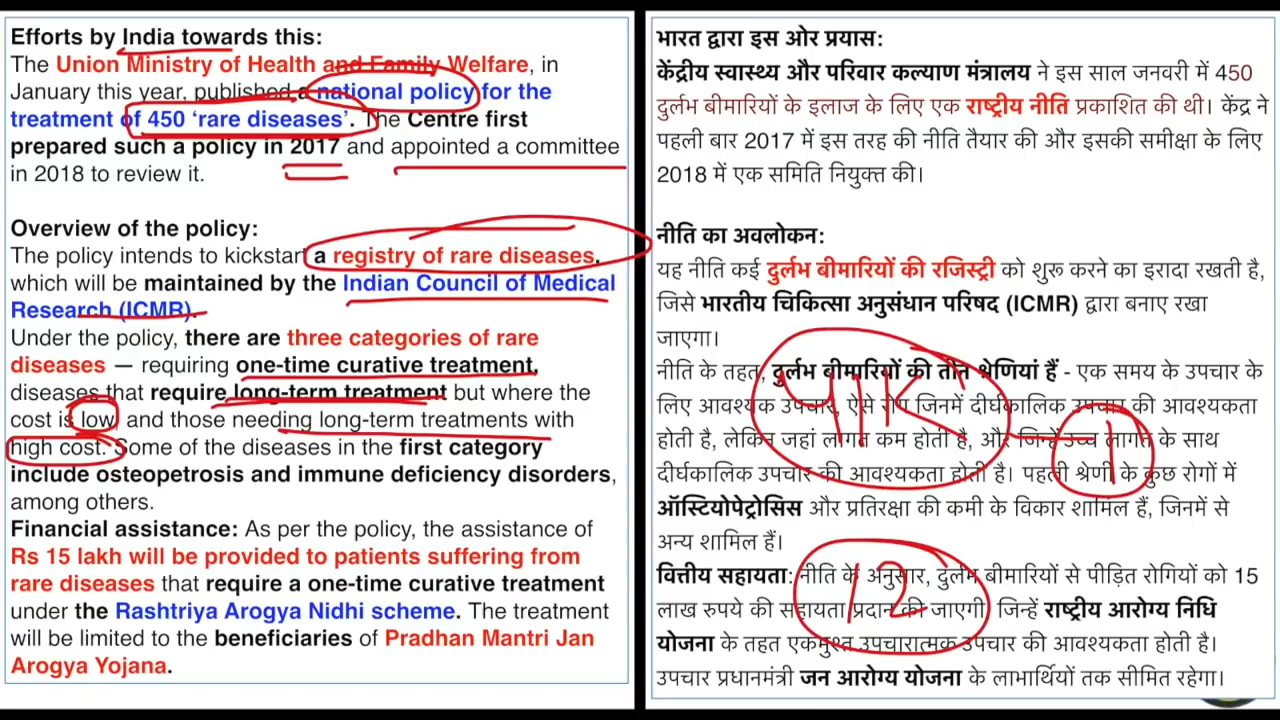 Efforts by India towards this:
The Union Ministry of Health and Family Welfare, in
January this year, published a national policy for the
treatment of 450 ‘rare diseases’. The Centre first
prepared such a policy in 2017 and appointed a committee
in 2018 to review it.
Overview of the policy:
The policy intends to kickstart a registry of rare diseases,
which will be maintained by the Indian Council of Medical
Research (ICMR).
Under the policy, there are three categories of rare
diseases — requiring one-time curative treatment,
diseases that require long-term treatment but where the
cost is low, and those needing long-term treatments with
high cost. Some of the diseases in the first category
include osteopetrosis and immune deficiency disorders,
among others.
Financial assistance: As per the policy, the assistance of
Rs 15 lakh will be provided to patients suffering from
rare diseases that require a one-time curative treatment
under the Rashtriya Arogya Nidhi scheme. The treatment
will be limited to the beneficiaries of Pradhan Mantri Jan
Arogya Yojana.
भारत द्वारा इस ओर प्रयास:
केंद्रीय स्वास्थ्य और परिवार कल्याण मंत्रालय ने इस साल जनवरी में 450
दुर्लभ बीमारियों के इलाज के लिए एक राष्ट्रीय नीति प्रकाशित की थी। केंद्र ने
पहली बार 2017 में इस तरह की नीति तैयार की और इसकी समीक्षा के लिए
2018 में एक समिति नियुक्त की।
नीति का अवलोकन:
यह नीति कई दुर्लभ बीमारियों की रजिस्ट्री को शुरू करने का इरादा रखती है,
जिसे भारतीय चिकित्सा अनुसंधान परिषद (ICMR) द्वारा बनाए रखा
जाएगा।
नीति के तहत, दुर्लभ बीमारियों की तीन श्रेणियां हैं - एक समय के उपचार के
लिए आवश्यक उपचार, ऐसे रोग जिनमें दीर्घकालिक उपचार की आवश्यकता
होती है, लेकिन जहां लागत कम होती है, और जिन्हें उच्च लागत के साथ
दीर्घकालिक उपचार की आवश्यकता होती है। पहली श्रेणी के कुछ रोगों में
ऑस्टियोपेट्रोसिस और प्रतिरक्षा की कमी के विकार शामिल हैं, जिनमें से
अन्य शामिल हैं।
वित्तीय सहायता: नीति के अनुसार, दुर्लभ बीमारियों से पीड़ित रोगियों को 15
लाख रुपये की सहायता प्रदान की जाएगी जिन्हें राष्ट्रीय आरोग्य निधि
योजना के तहत एकमुश्त उपचारात्मक उपचार की आवश्यकता होती है।
उपचार प्रधानमंत्री जन आरोग्य योजना के लाभार्थियों तक सीमित रहेगा।
1
12